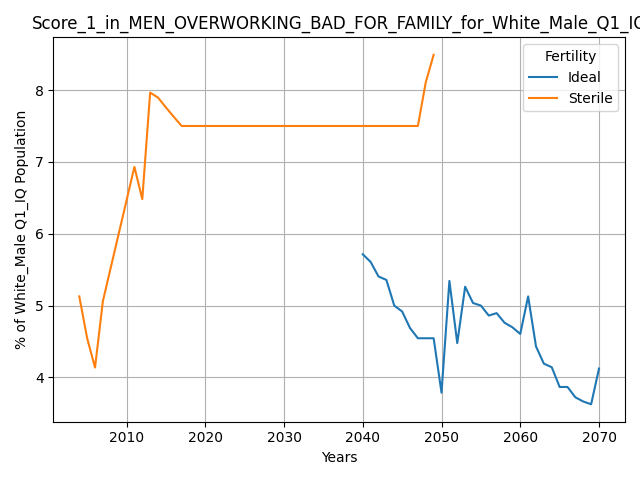 Score_1_in_MEN_OVERWORKING_BAD_FOR_FAMILY_for_White_Male_Q1_IQ
Fertility
Ideal
Sterile
% of White_Male Q1_IQ Population
8
7
6
5
4
2010 2020 2030 2040 2050 2060 2070
Years